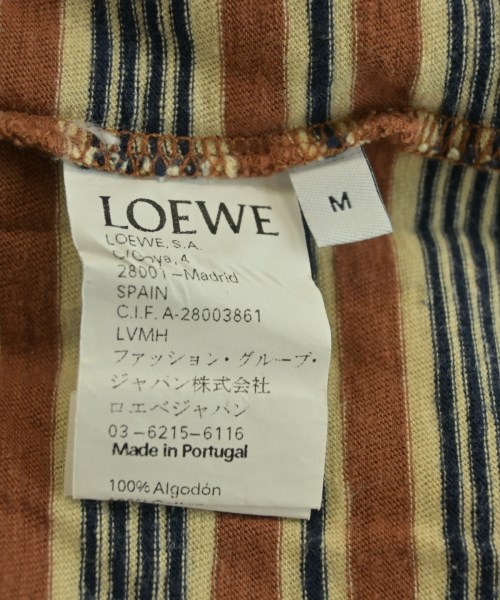 LOEWE
LOEWE, S.A.
C/Goya, 4
28001-Madrid
SPAIN
C.I.F. A-28003861
LVMH
ファッション・グループ・
ジャパン株式会社
ロエベジャパン
03-6215-6116
Made in Portugal
100% Algodón
M